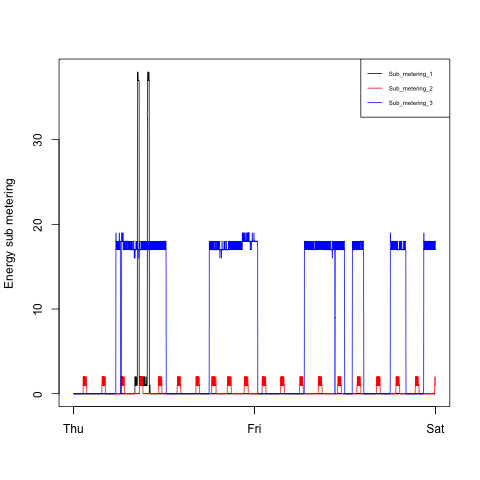 Sub_metering_1
Sub_metering_2
Sub_metering_3
Energy sub metering
30
20
10
0
Thu Fri Sat